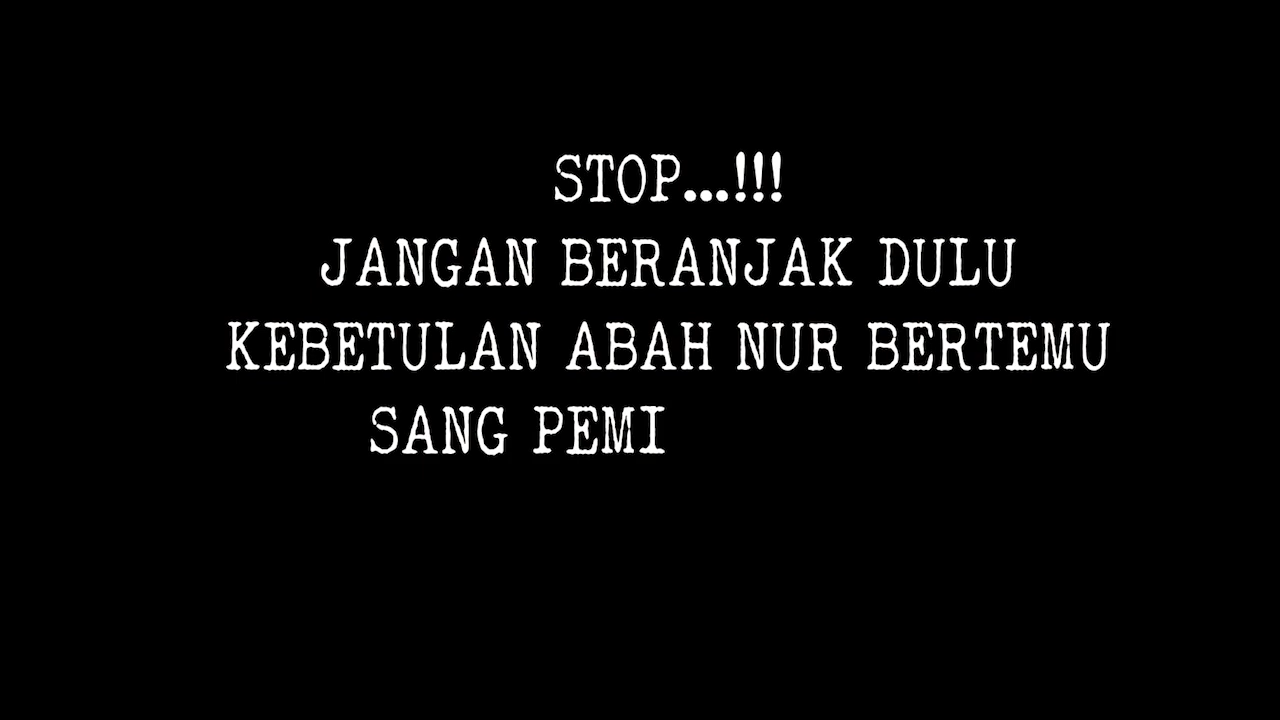 STOP...!!!
JANGAN BERANJAK DULU
KEBETULAN ABAH NUR BERTEMU
SANG PEMI